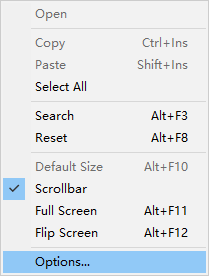 Open
Copy Ctrl+Ins
Paste Shift+Ins
Select All
Search Alt+F3
Reset Alt+F8
Default Size Alt+F10
Scrollbar
Full Screen Alt+F11
Flip Screen Alt+F12
Options...